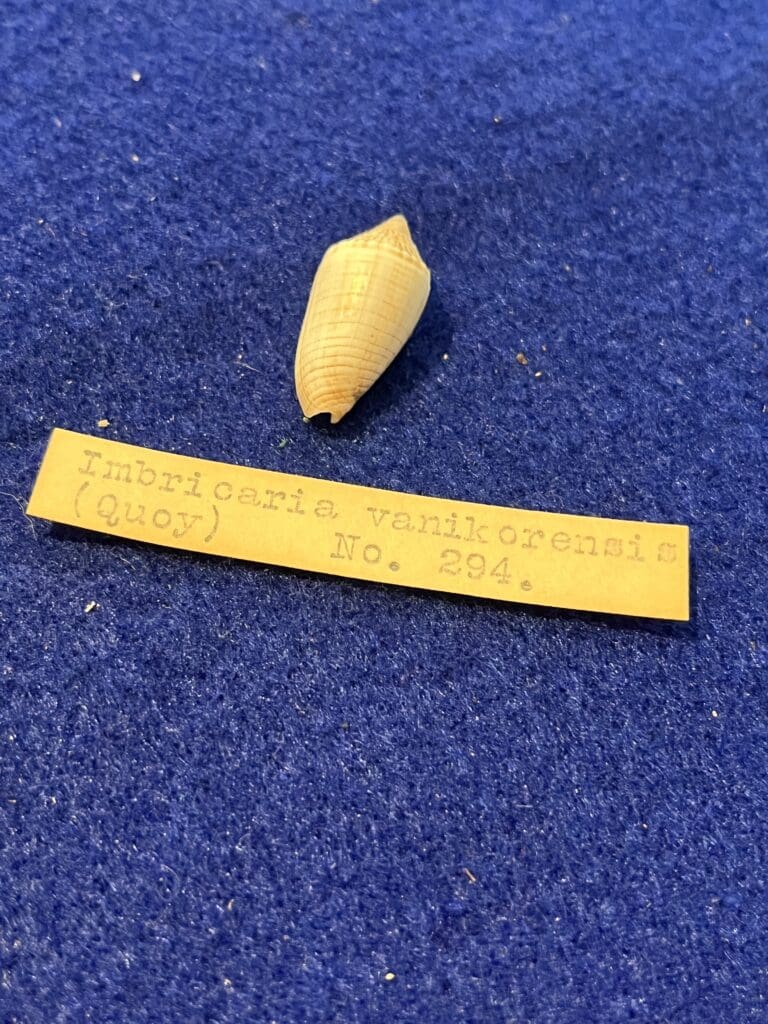 Imbricaria vanikorensis
(Quoy) No. 294.